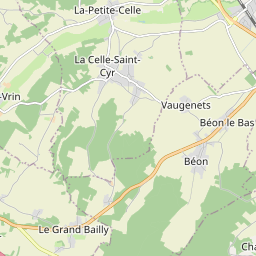 La-Petite-Celle
La Celle-Saint-
Cyr
-Vrin
Vaugenets
Béon le Bas
Béon
Le Grand Bailly
Cha